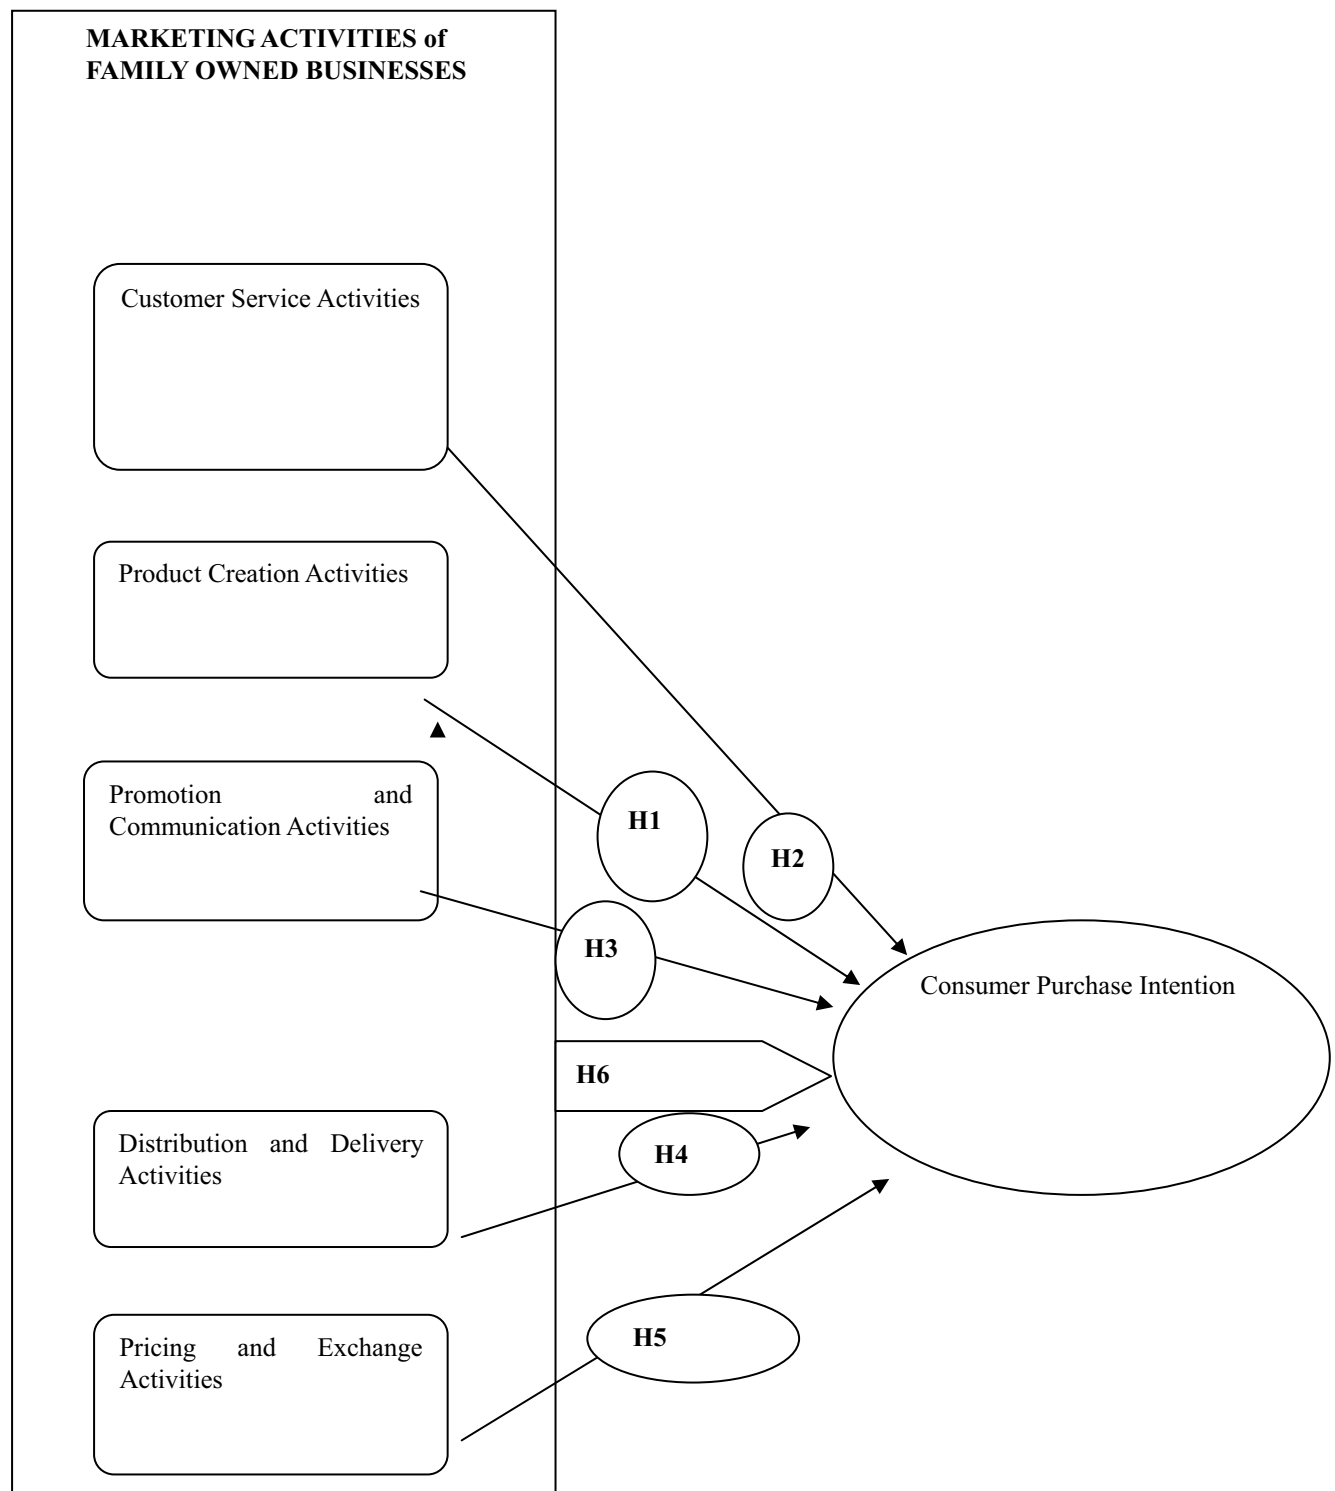 MARKETING ACTIVITIES of
FAMILY OWNED BUSINESSES
Customer Service Activities
Product Creation Activities
Promotion and
Communication Activities
H1
H2
H3
Consumer Purchase Intention
H6
Distribution and Delivery
Activities
H4
Pricing and Exchange
Activities
H5